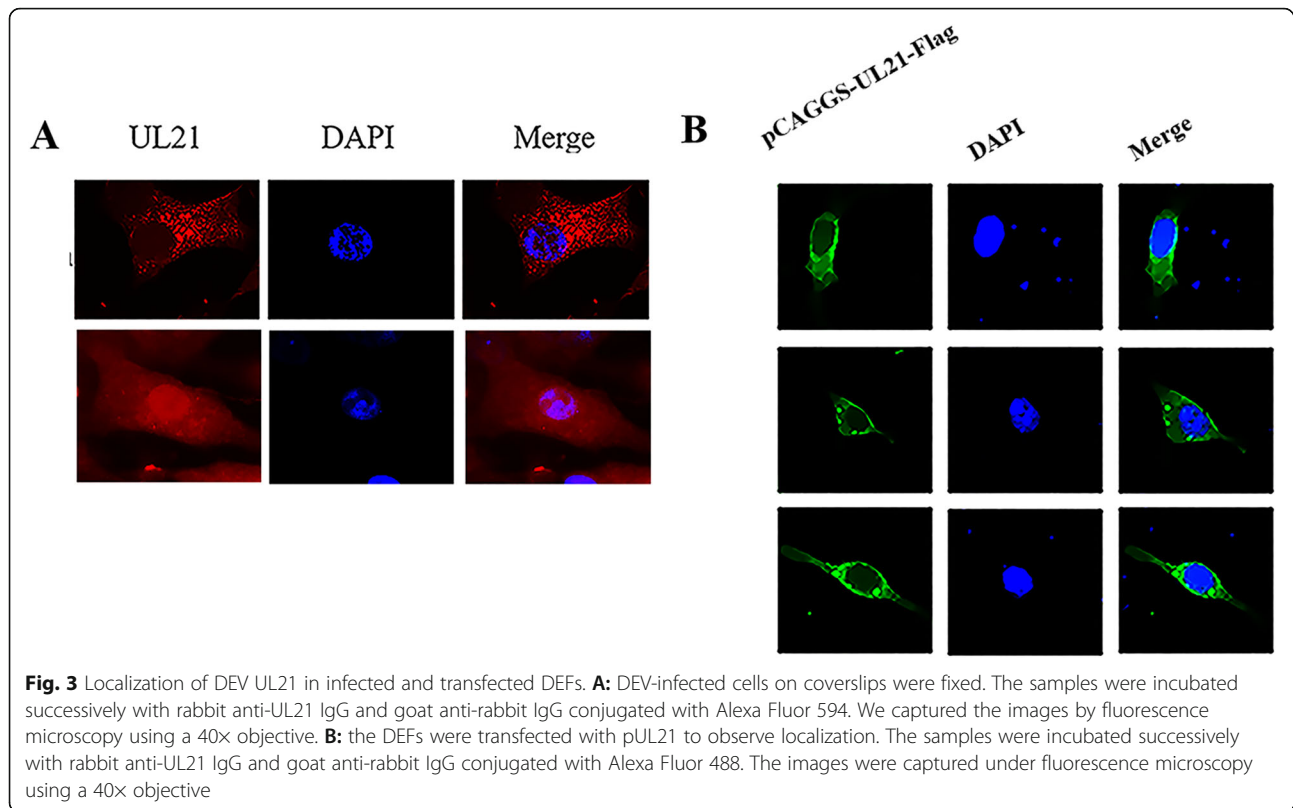 A
UL21 DAPI Merge
B
pCAGGS-UL21-Flag
DAPI
Merge
Fig. 3 Localization of DEV UL21 in infected and transfected DEFs. A: DEV-infected cells on coverslips were fixed. The samples were incubated
successively with rabbit anti-UL21 IgG and goat anti-rabbit IgG conjugated with Alexa Fluor 594. We captured the images by fluorescence
microscopy using a 40× objective. B: the DEFs were transfected with pUL21 to observe localization. The samples were incubated successively
with rabbit anti-UL21 IgG and goat anti-rabbit IgG conjugated with Alexa Fluor 488. The images were captured under fluorescence microscopy
using a 40× objective